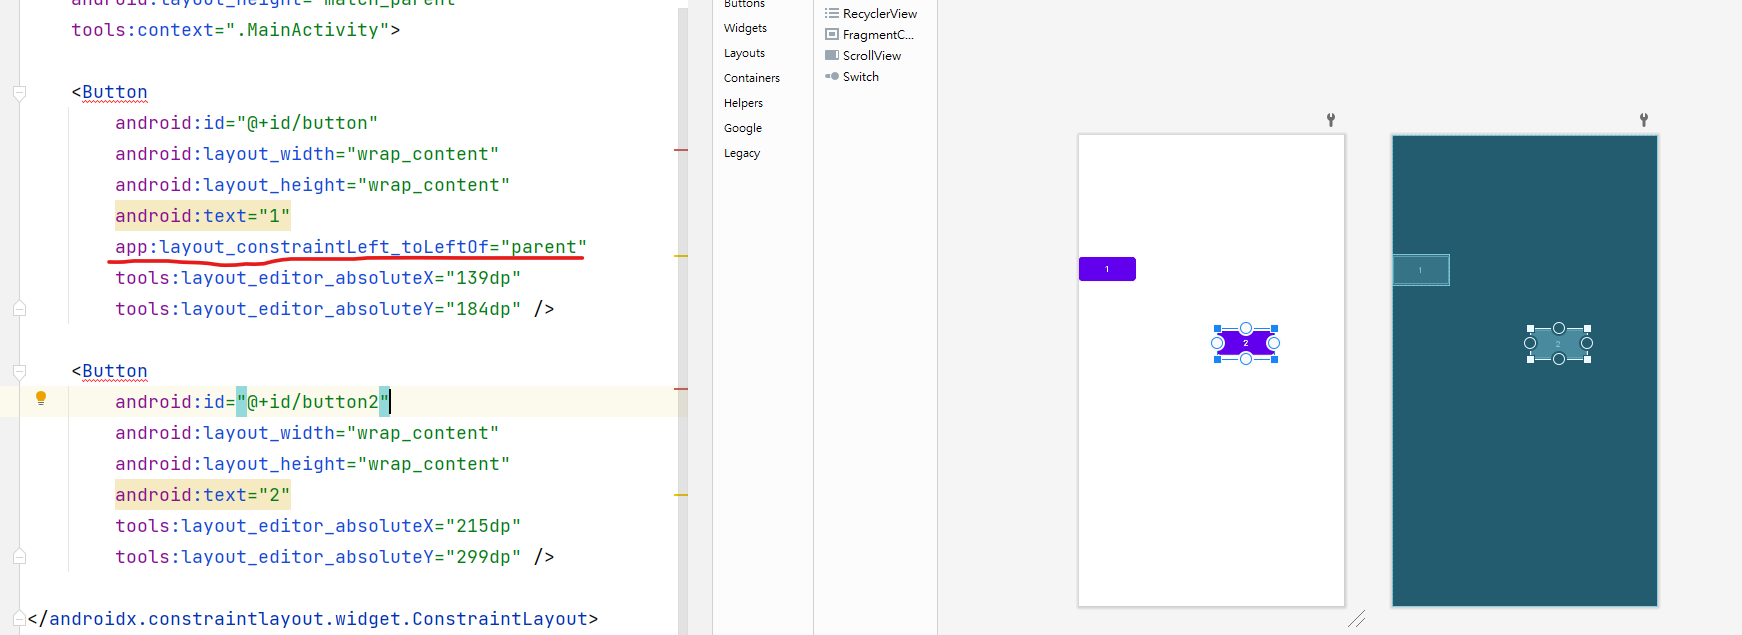 android:layout_height="match_parent"
tools:context=".MainActivity">
<Button
android:id="@+id/button"
android:layout_width="wrap_content"
android:layout_height="wrap_content"
android:text="1"
app:layout_constraintLeft_toLeftOf="parent"
tools:layout_editor_absoluteX="139dp"
tools:layout_editor_absoluteY="184dp" />
<Button
android:id="@+id/button2"
android:layout_width="wrap_content"
android:layout_height="wrap_content"
android:text="2"
tools:layout_editor_absoluteX="215dp"
tools:layout_editor_absoluteY="299dp" />
</androidx.constraintlayout.widget.ConstraintLayout>
Buttons
Widgets
Layouts
Containers
Helpers
Google
Legacy
RecyclerView
FragmentC...
ScrollView
Switch
1
2
1
2